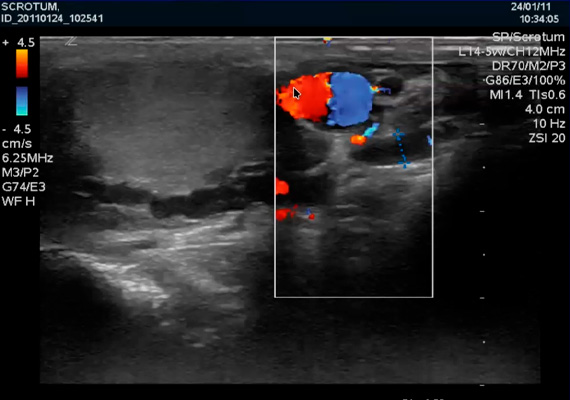 SCROTUM,
ID_20110124_102541
24/01/11
10:34:05
+ 4.5
- 4.5
cm/s
6.25MHz
M3/P2
G74/E3
WF H
SP/Scrotum
L14-5W/CH12MHz
DR70/M2/P3
G86/E3/100%
MI1.4 TIs0.6
4.0 cm
10 Hz
ZSI 20